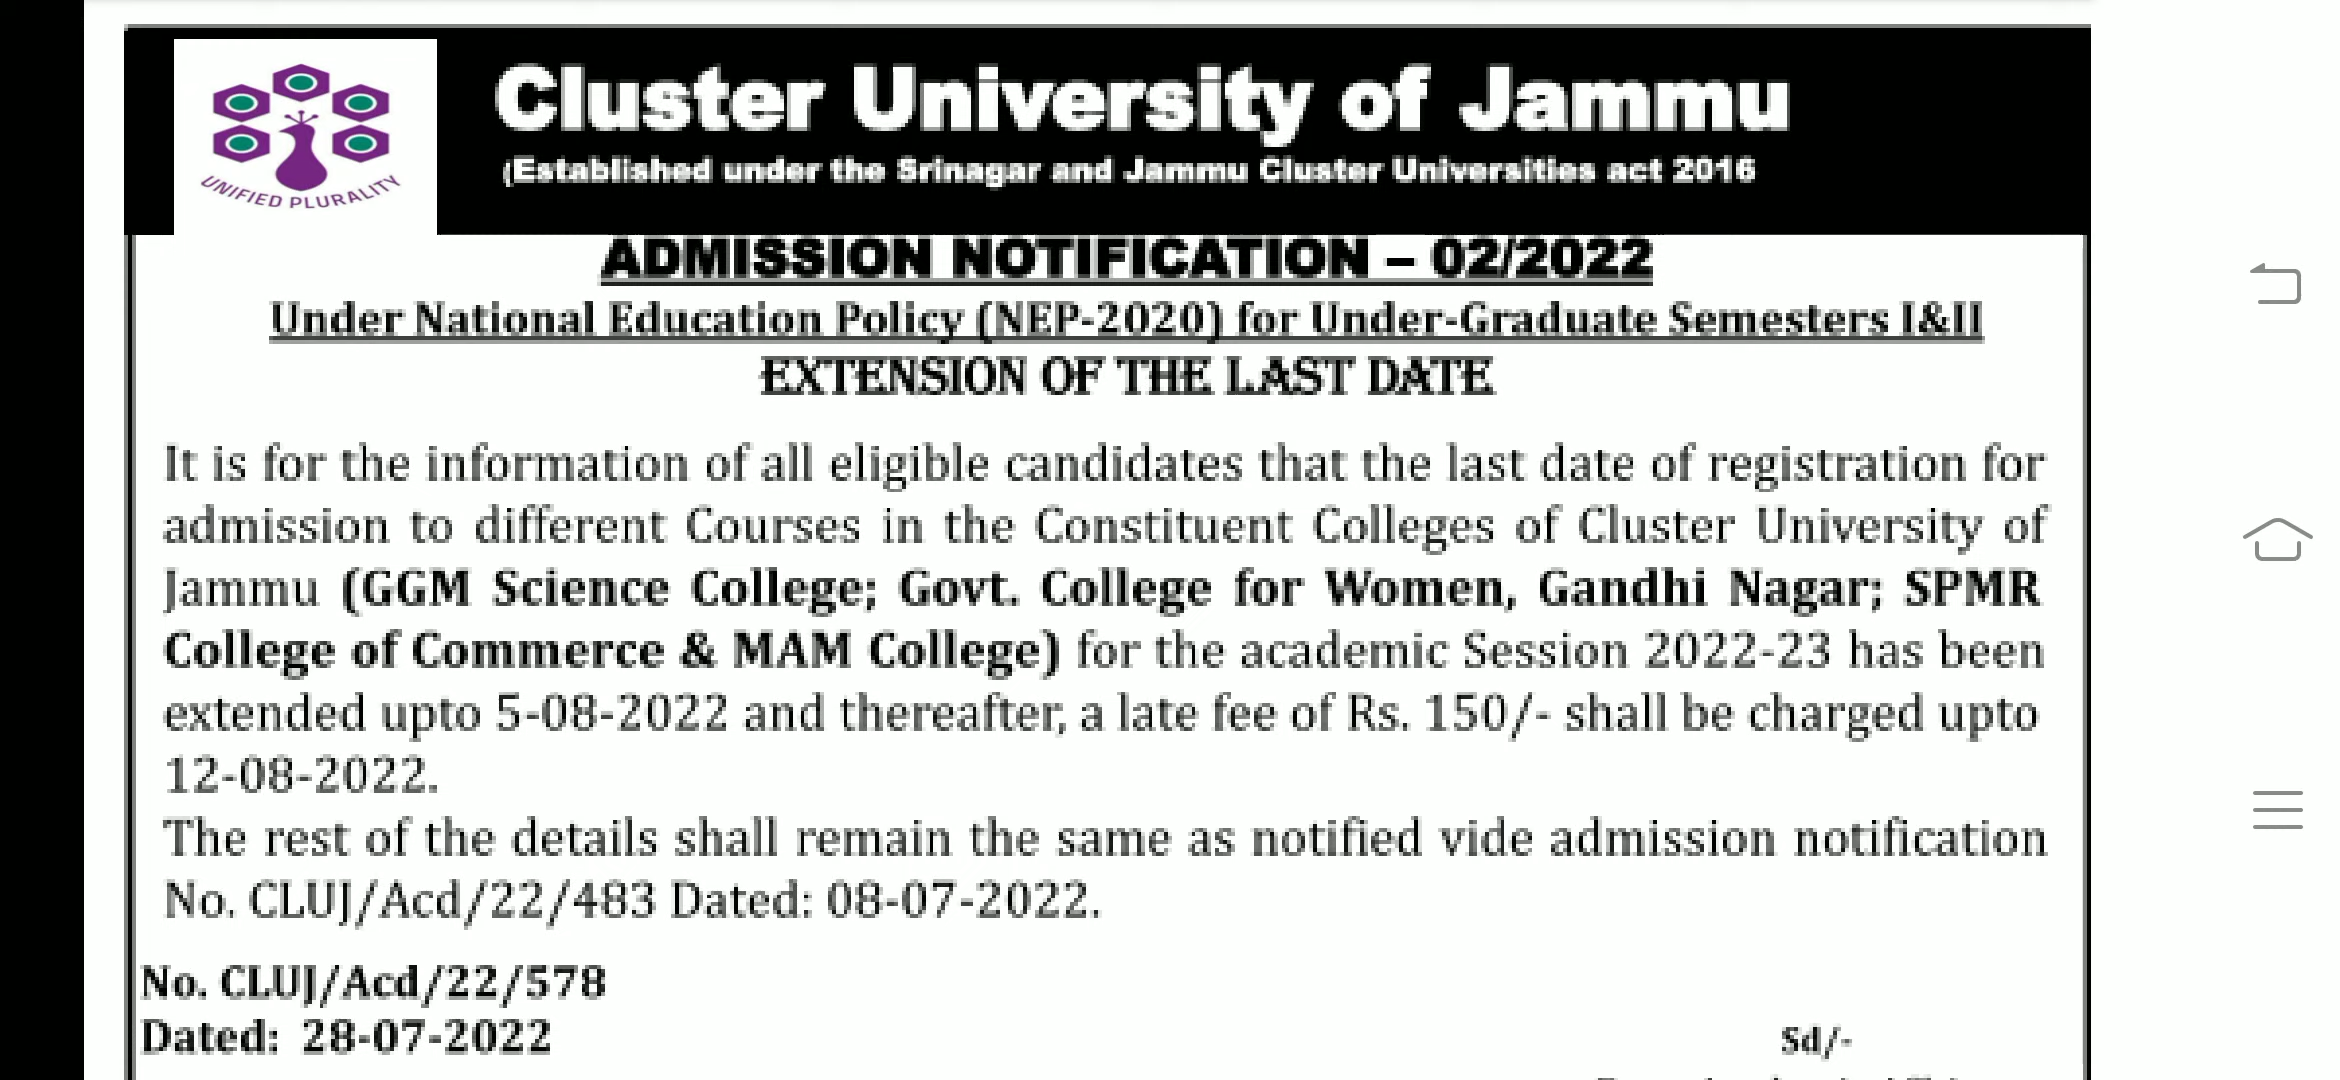 UNIFIED PLURALITY
Cluster University of Jammu
(Established under the Srinagar and Jammu Cluster Universities act 2016
ADMISSION NOTIFICATION – 02/2022
Under National Education Policy (NEP-2020) for Under-Graduate Semesters I&II
EXTENSION OF THE LAST DATE
It is for the information of all eligible candidates that the last date of registration for
admission to different Courses in the Constituent Colleges of Cluster University of
Jammu (GGM Science College; Govt. College for Women, Gandhi Nagar; SPMR
College of Commerce & MAM College) for the academic Session 2022-23 has been
extended upto 5-08-2022 and thereafter, a late fee of Rs. 150/- shall be charged upto
12-08-2022.
The rest of the details shall remain the same as notified vide admission notification
No. CLUJ/Acd/22/483 Dated: 08-07-2022.
No. CLUJ/Acd/22/578
Dated: 28-07-2022
Sd/-